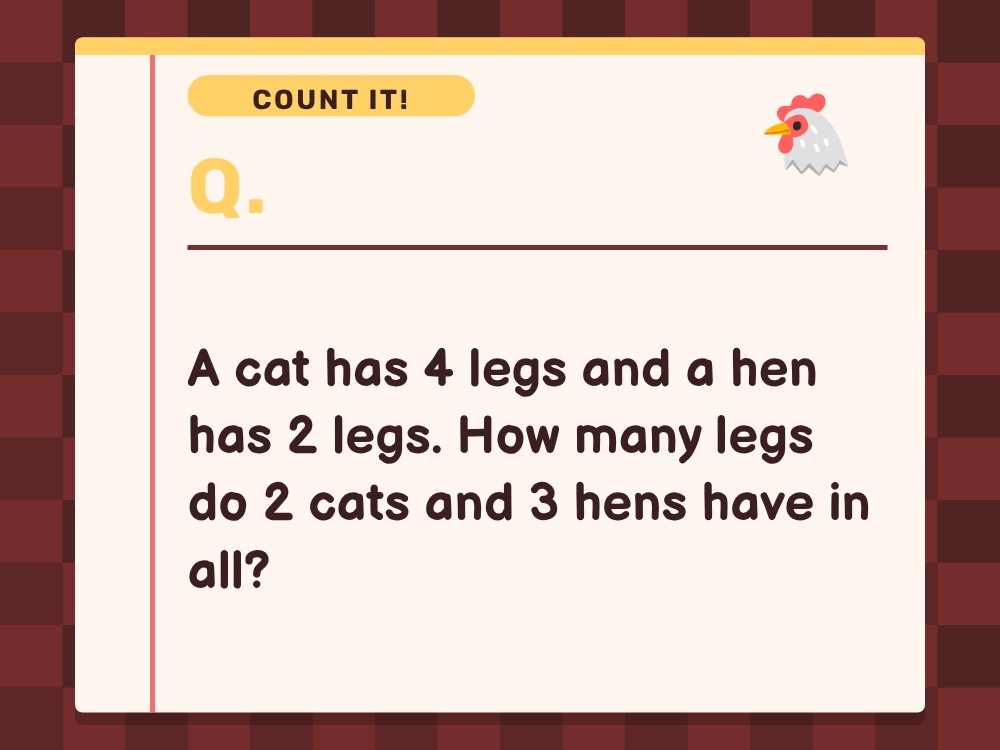 COUNT IT!
Q.
A cat has 4 legs and a hen
has 2 legs. How many legs
do 2 cats and 3 hens have in
all?